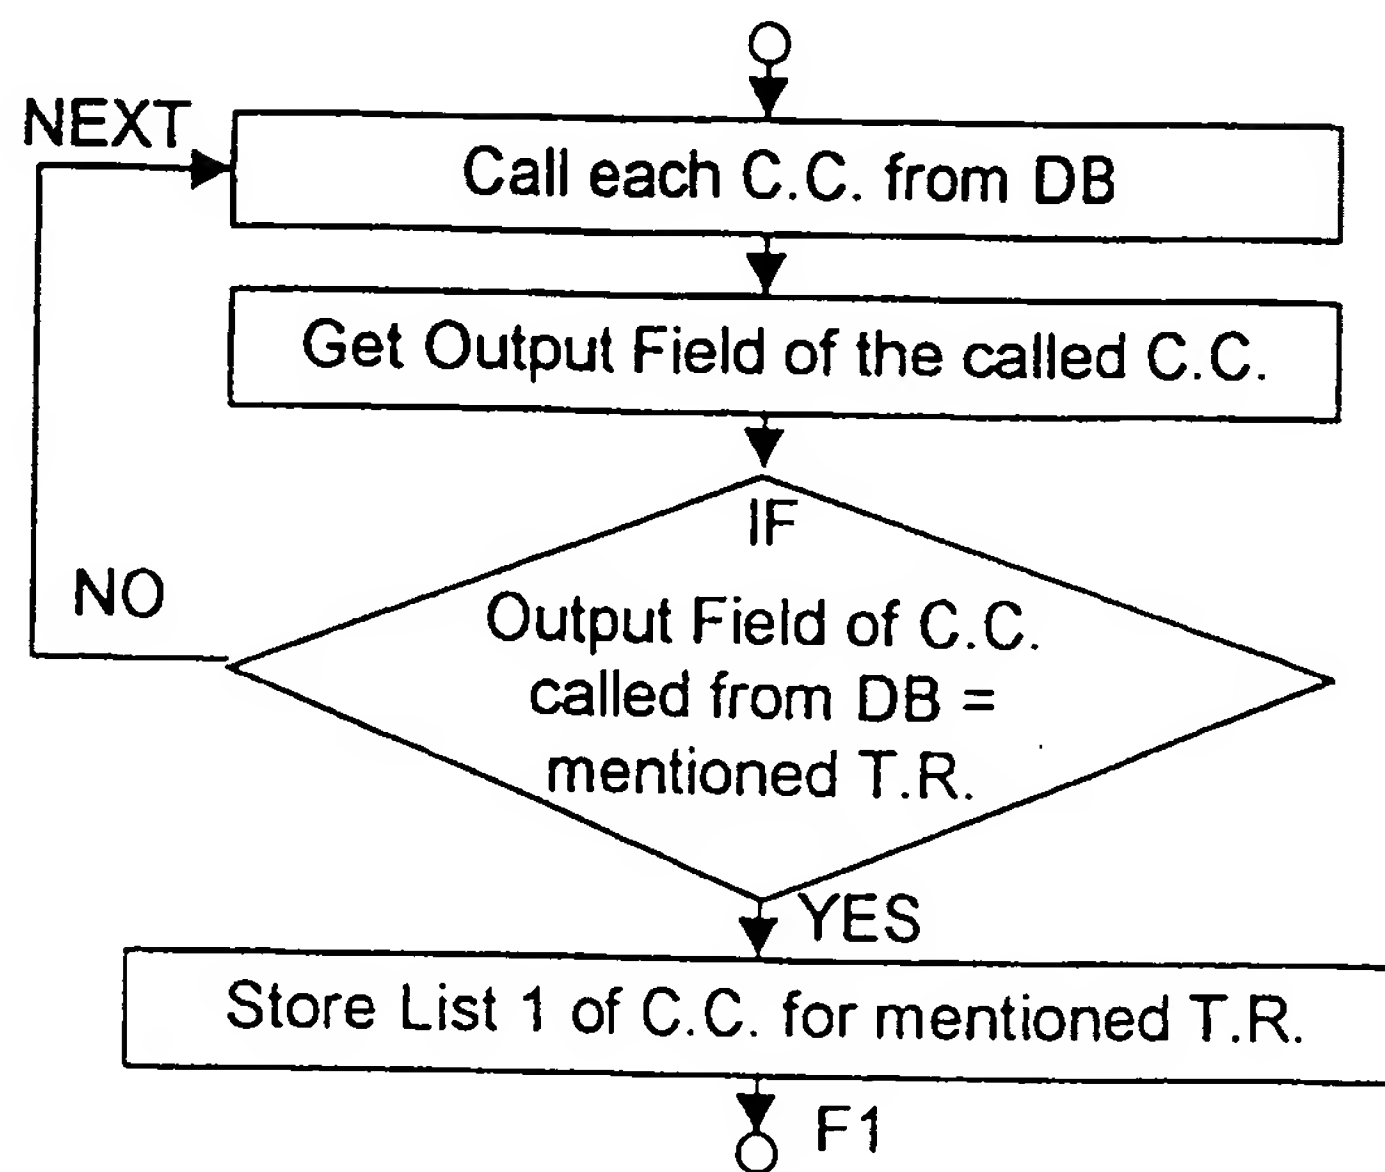 NEXT
Call each C.C. from DB
Get Output Field of the called C.C.
IF
NO
Output Field of C.C.
called from DB =
mentioned T.R.
YES
Store List 1 of C.C. for mentioned T.R.
F1